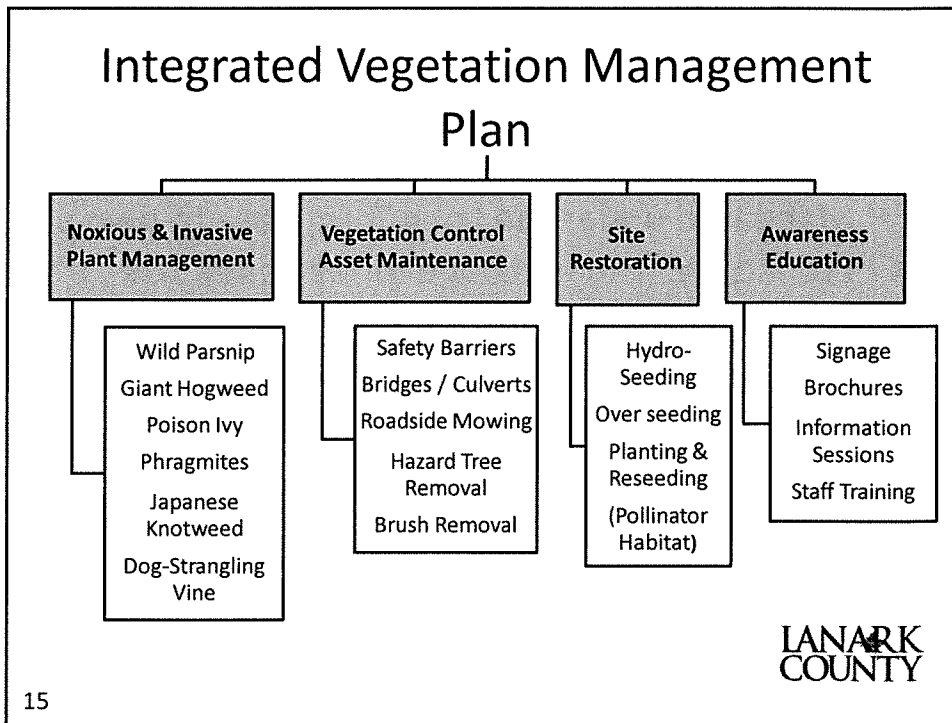 Integrated Vegetation Management
Plan
Noxious & Invasive
Plant Management
Wild Parsnip
Giant Hogweed
Poison Ivy
Phragmites
Japanese
Knotweed
Dog-Strangling
Vine
Vegetation Control
Asset Maintenance
Safety Barriers
Bridges / Culverts
Roadside Mowing
Hazard Tree
Removal
Brush Removal
Site
Restoration
Hydro-
Seeding
Over seeding
Planting &
Reseeding
(Pollinator
Habitat)
Awareness
Education
Signage
Brochures
Information
Sessions
Staff Training
LANARK
COUNTY
15